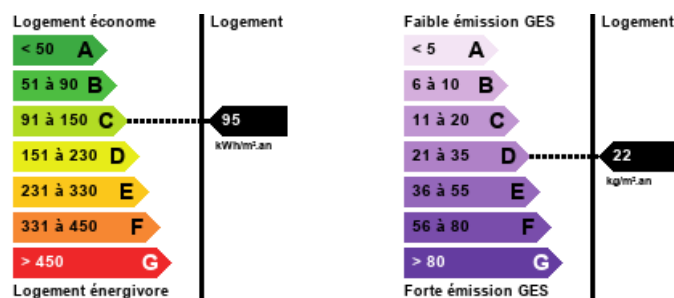 Logement économe
Logement
< 50 A
51 à 90 B
91 à 150 C
95
kWh/m².an
151 à 230 D
231 à 330 E
331 à 450 F
> 450 G
Logement énergivore
Faible émission GES
Logement
< 5 A
6 à 10 B
11 à 20 C
21 à 35 D
22
kg/m².an
36 à 55 E
56 à 80 F
> 80 G
Forte émission GES